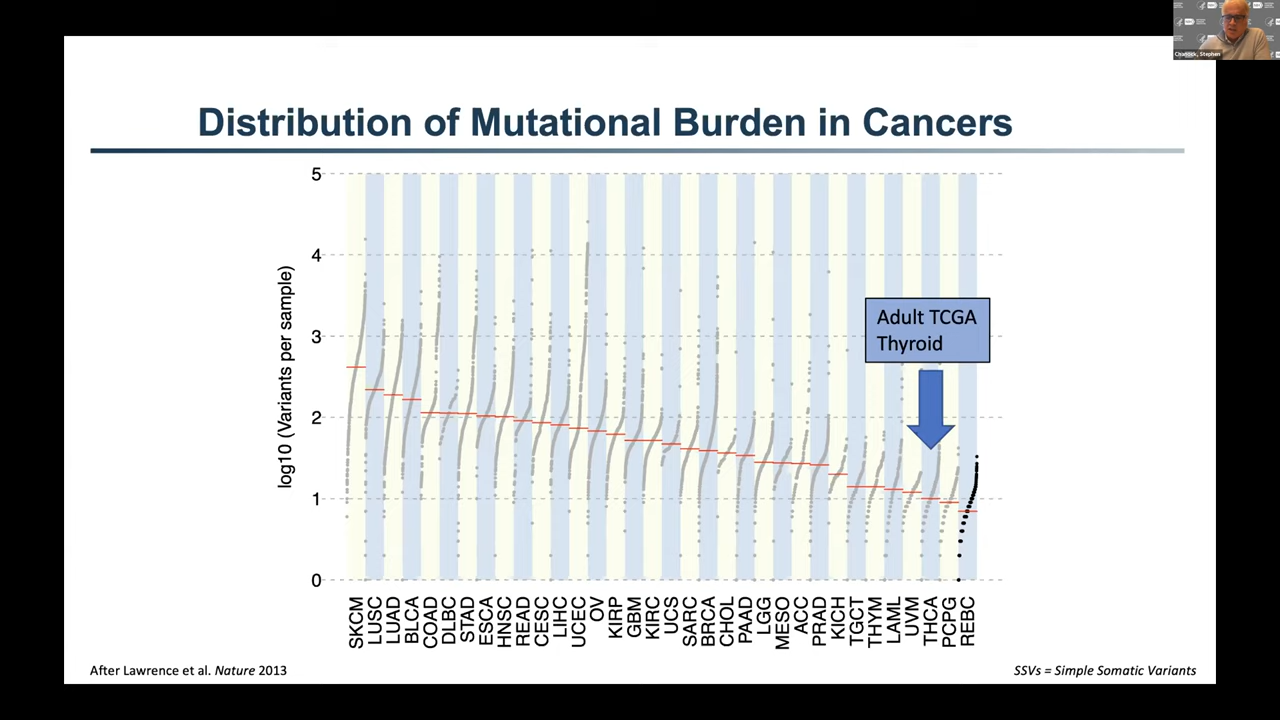 Chanock, Stephen
Distribution of Mutational Burden in Cancers
5
4
3
2
1
0
log10 (Variants per sample)
Adult TCGA
Thyroid
SKCM
LUSC
LUAD
BLCA
COAD
DLBC
STAD
ESCA
HNSC
READ
CESC
LIHC
UCEC
OV
KIRP
GBM
KIRC
UCS
SARC
BRCA
CHOL
PAAD
LGG
MESO
ACC
PRAD
KICH
TGCT
THYM
LAML
UVM
THCA
PCPG
REBC
After Lawrence et al. Nature 2013
SSVs = Simple Somatic Variants